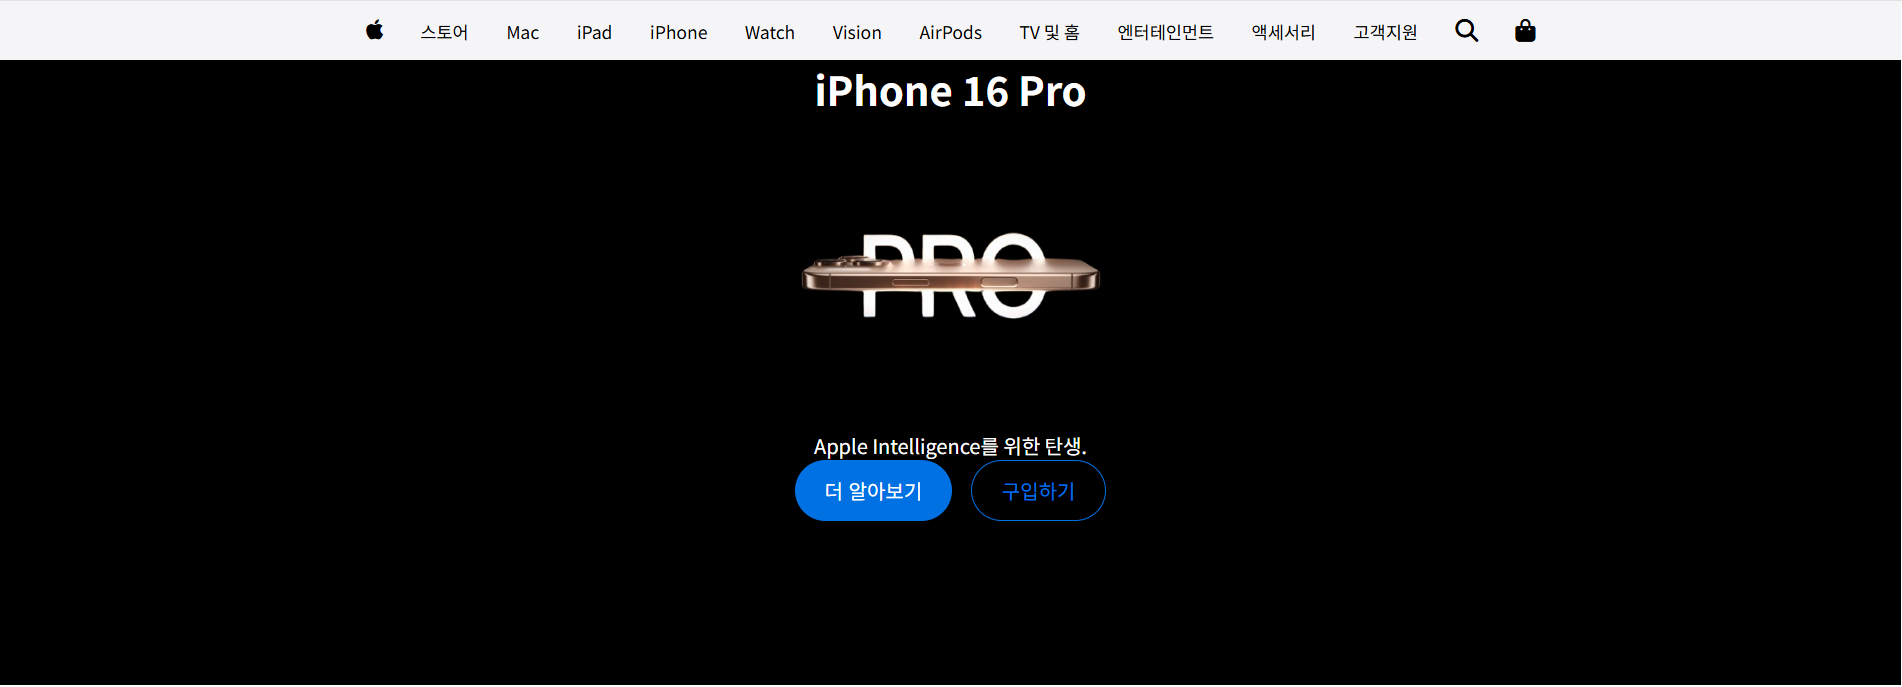 스토어 Mac iPad iPhone Watch Vision AirPods TV 및 홈 엔터테인먼트 액세서리 고객지원
iPhone 16 Pro
PRO
Apple Intelligence를 위한 탄생.
더 알아보기 구입하기